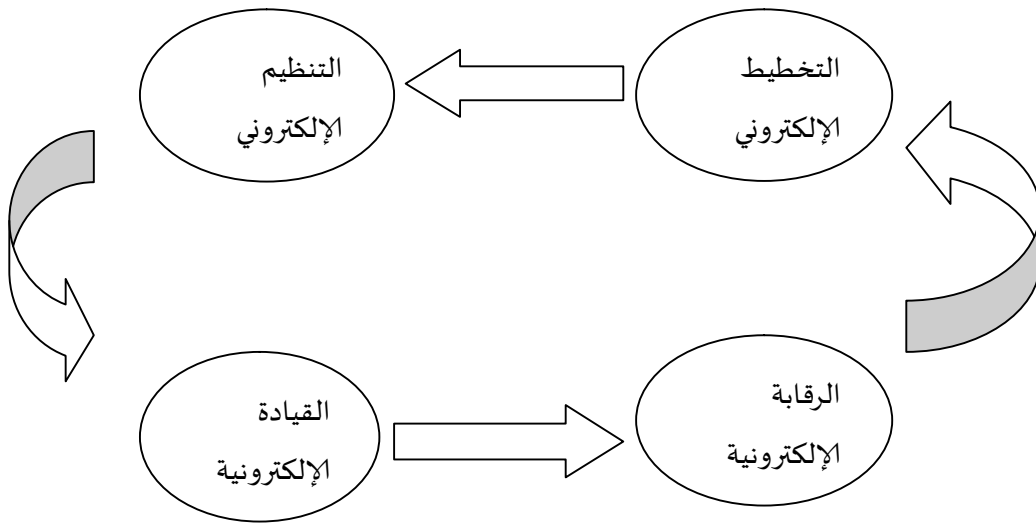 التخطيط
الإلكتروني
التنظيم
الإلكتروني
القيادة
الإلكترونية
الرقابة
الإلكترونية